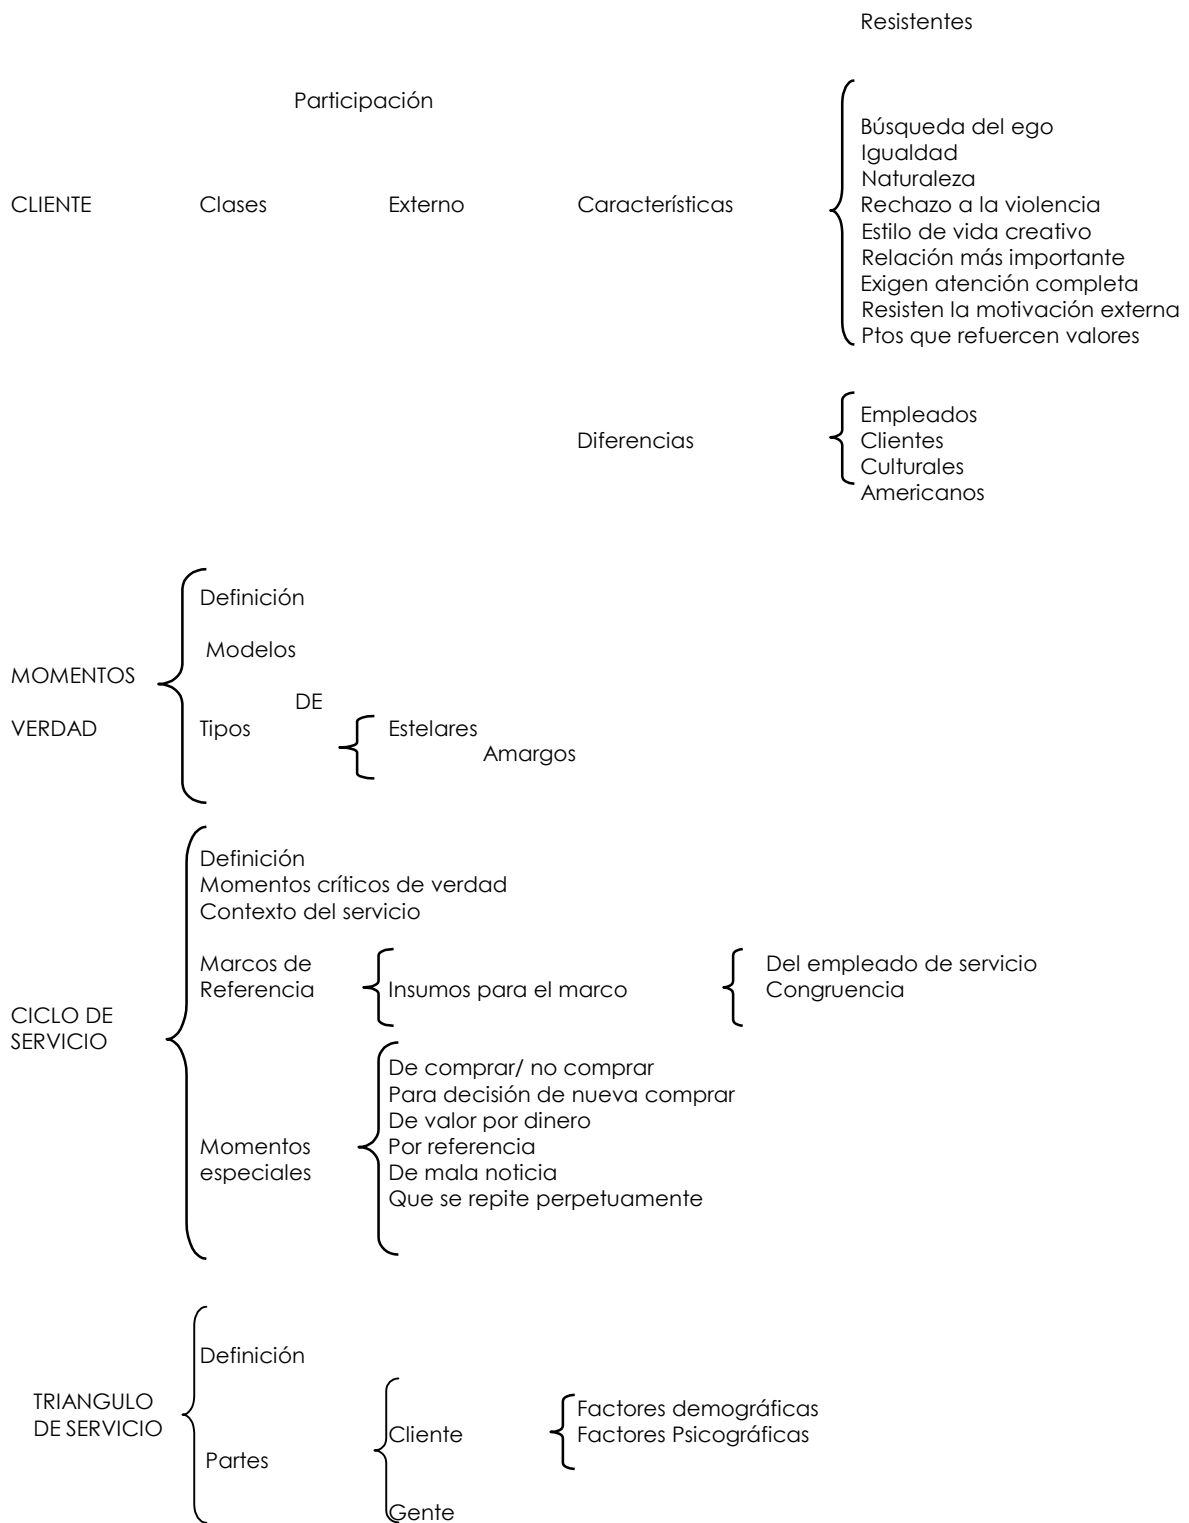 Resistentes
Participación
Búsqueda del ego
Igualdad
Naturaleza
CLIENTE Clases Externo Características Rechazo a la violencia
Estilo de vida creativo
Relación más importante
Exigen atención completa
Resisten la motivación externa
Ptos que refuercen valores
Empleados
Diferencias Clientes
Culturales
Americanos
Definición
Modelos
MOMENTOS
DE
VERDAD Tipos Estelares
Amargos
Definición
Momentos críticos de verdad
Contexto del servicio
Marcos de Del empleado de servicio
Referencia Insumos para el marco Congruencia
CICLO DE
SERVICIO
De comprar/ no comprar
Para decisión de nueva comprar
De valor por dinero
Momentos Por referencia
especiales De mala noticia
Que se repite perpetuamente
Definición
TRIANGULO Factores demográficas
DE SERVICIO Cliente Factores Psicográficas
Partes
Gente